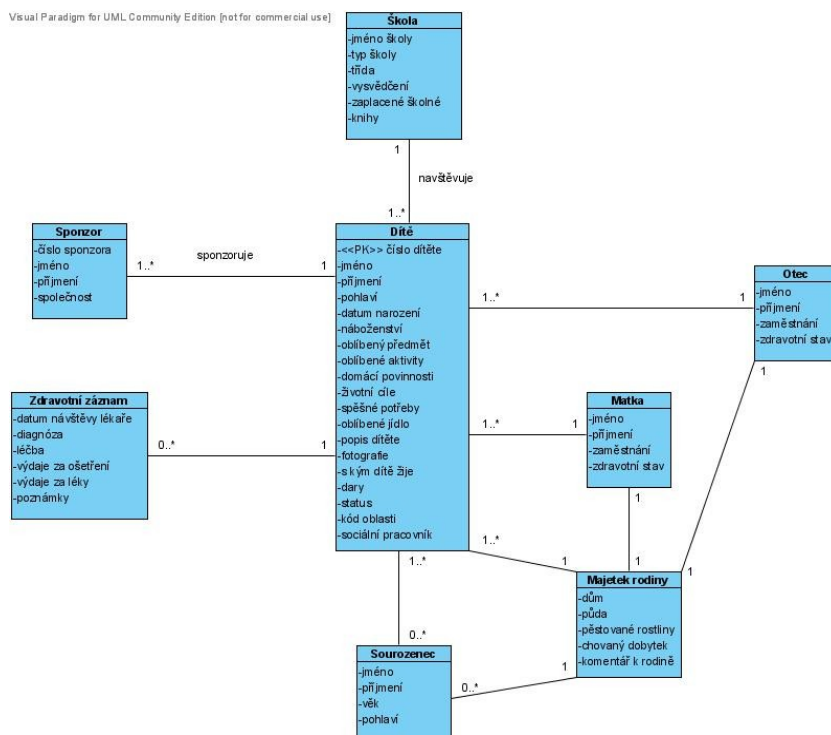 Visual Paradigm for UML Community Edition [not for commercial use]
Škola
-jméno školy
-typ školy
-třída
-vysvědčení
-zaplacené školné
-knihy
1
navštěvuje
1..*
Sponzor
-číslo sponzora
-jméno
-příjmení
-společnost
1..*
sponzoruje
1
Dítě
-<<PK>> číslo dítěte
-jméno
-příjmení
-pohlaví
-datum narození
-náboženství
-oblíbený předmět
-oblíbené aktivity
-domácí povinnosti
-životní cíle
-spěšné potřeby
-oblíbené jídlo
-popis dítěte
-fotografie
-s kým dítě žije
-dary
-status
-kód oblasti
-sociální pracovník
1..*
1
Otec
-jméno
-příjmení
-zaměstnání
-zdravotní stav
1
Zdravotní záznam
-datum návštěvy lékaře
-diagnóza
-léčba
-výdaje za ošetření
-výdaje za léky
-poznámky
0..*
1
1..*
1
Matka
-jméno
-příjmení
-zaměstnání
-zdravotní stav
1
1..*
1..*
1
1
1
Majetek rodiny
-dům
-půda
-pěstované rostliny
-chovaný dobytek
-komentář k rodině
0..*
Sourozenec
-jméno
-příjmení
-věk
-pohlaví
0..*
1